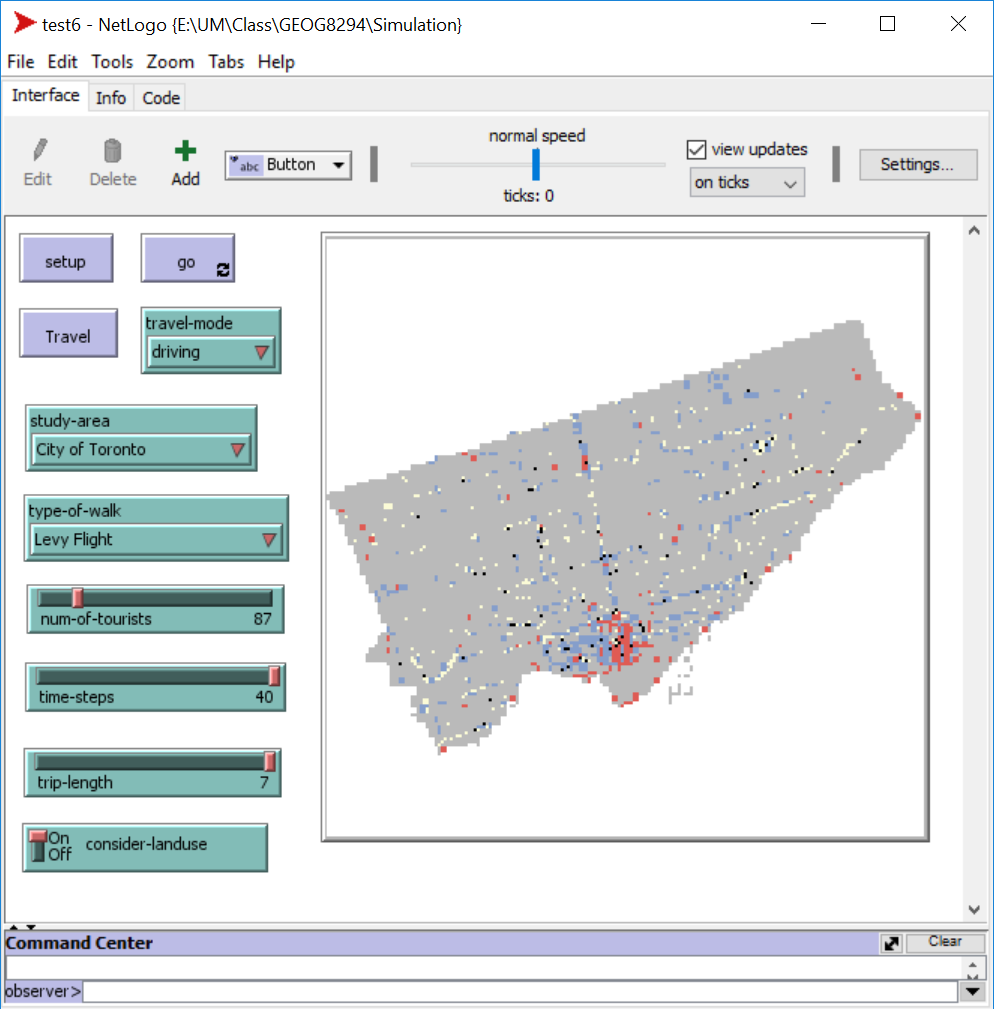 test6 - NetLogo {E:\UM\Class\GEOG8294\Simulation}
File Edit Tools Zoom Tabs Help
Interface Info Code
normal speed
view updates
Edit Delete Add
abc Button
on ticks
Settings...
ticks: 0
setup
go
Travel
travel-mode
driving
study-area
City of Toronto
type-of-walk
Levy Flight
num-of-tourists 87
time-steps 40
trip-length 7
On
Off
consider-landuse
Command Center
Clear
observer>